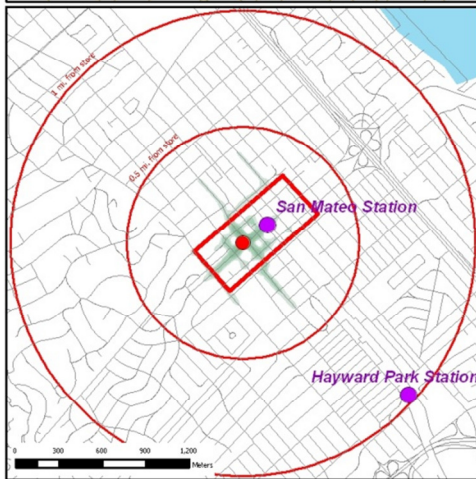 1 mi. from store
0.5 mi. from store
San Mateo Station
Hayward Park Station
0 300 600 900 1,200
Meters